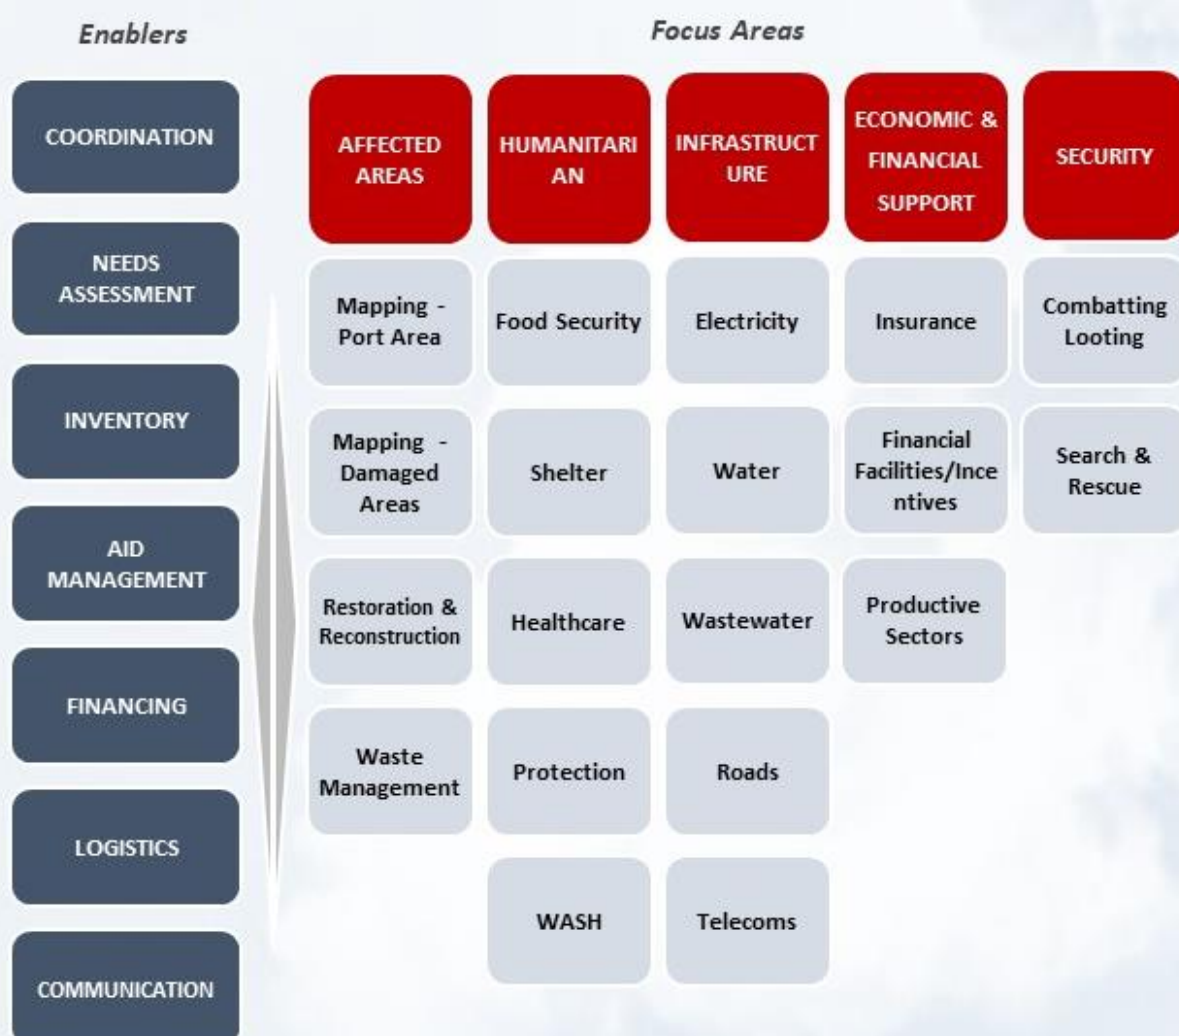 Enablers
Focus Areas
COORDINATION
NEEDS
ASSESSMENT
INVENTORY
AID
MANAGEMENT
FINANCING
LOGISTICS
COMMUNICATION
AFFECTED
AREAS
Mapping -
Port Area
Mapping -
Damaged
Areas
Restoration &
Reconstruction
Waste
Management
HUMANITARI
AN
Food Security
Shelter
Healthcare
Protection
WASH
INFRASTRUCT
URE
Electricity
Water
Wastewater
Roads
Telecoms
ECONOMIC &
FINANCIAL
SUPPORT
Insurance
Financial
Facilities/Ince
ntives
Productive
Sectors
SECURITY
Combatting
Looting
Search &
Rescue